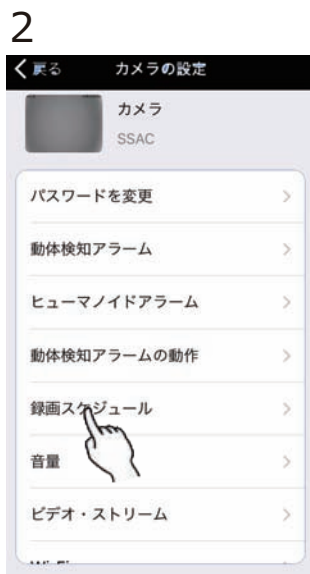 2
戻る カメラの設定
カメラ
SSAC
パスワードを変更
動体検知アラーム
ヒューマノイドアラーム
動体検知アラームの動作
録画スケジュール
音量
ビデオ・ストリーム